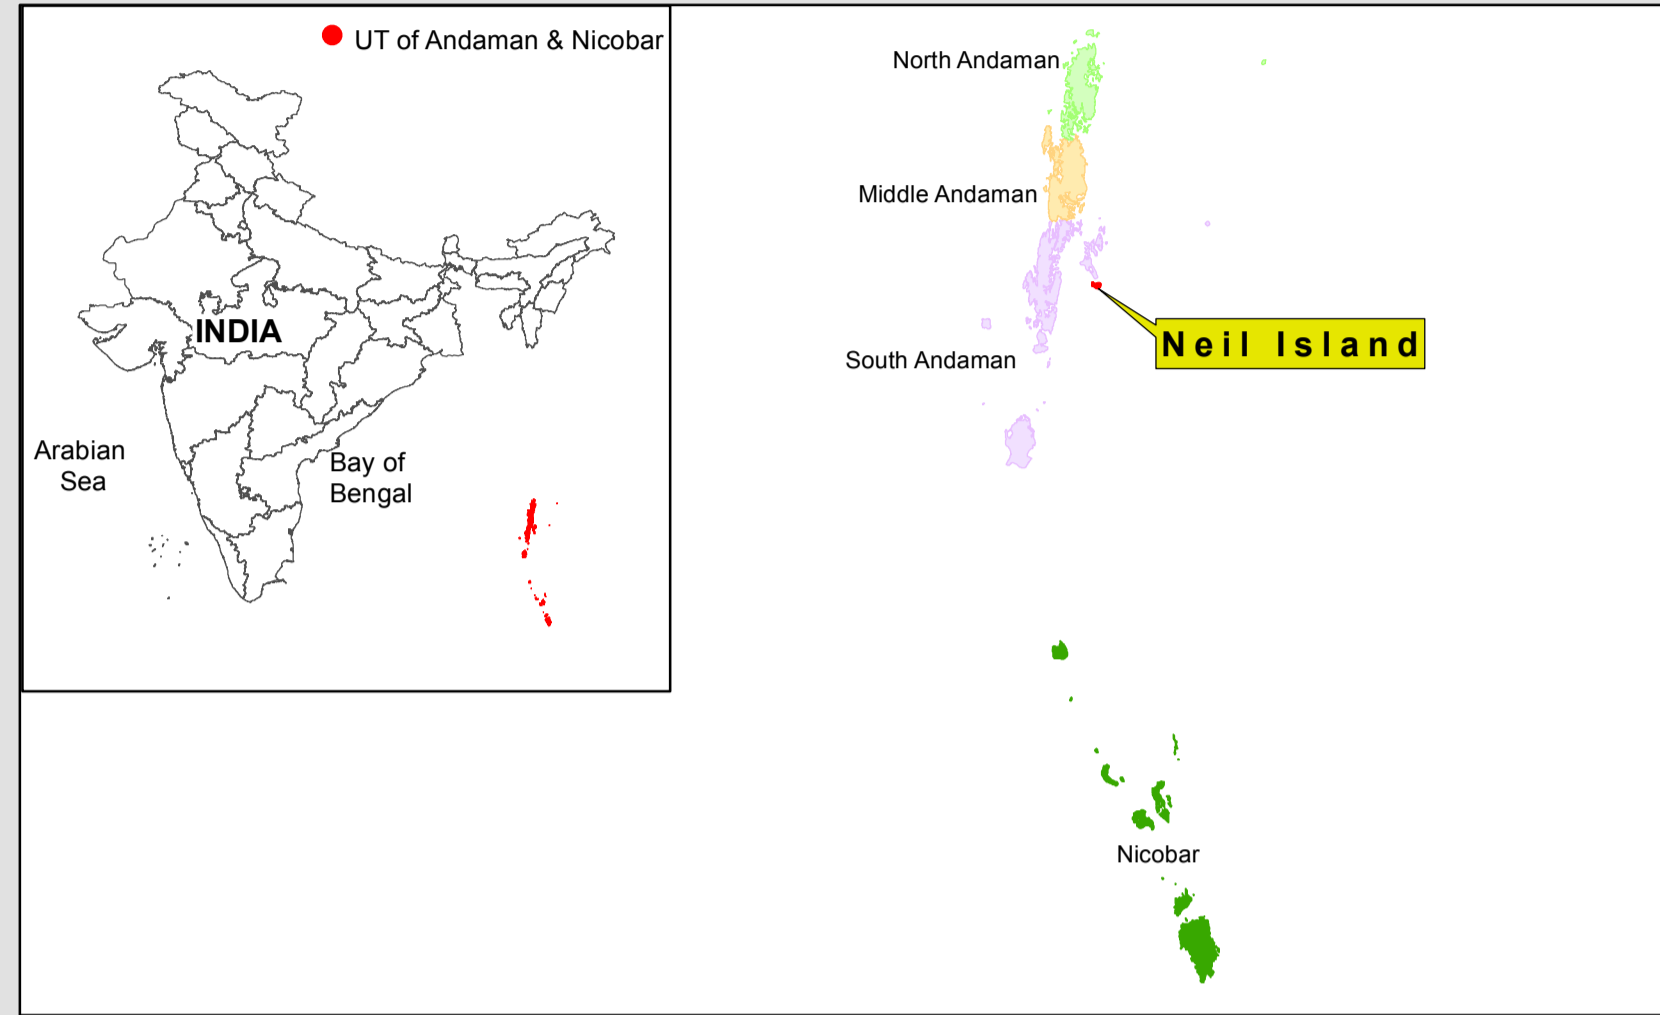 UT of Andaman & Nicobar
INDIA
Arabian
Sea
Bay of
Bengal
North Andaman
Middle Andaman
Neil Island
South Andaman
Nicobar